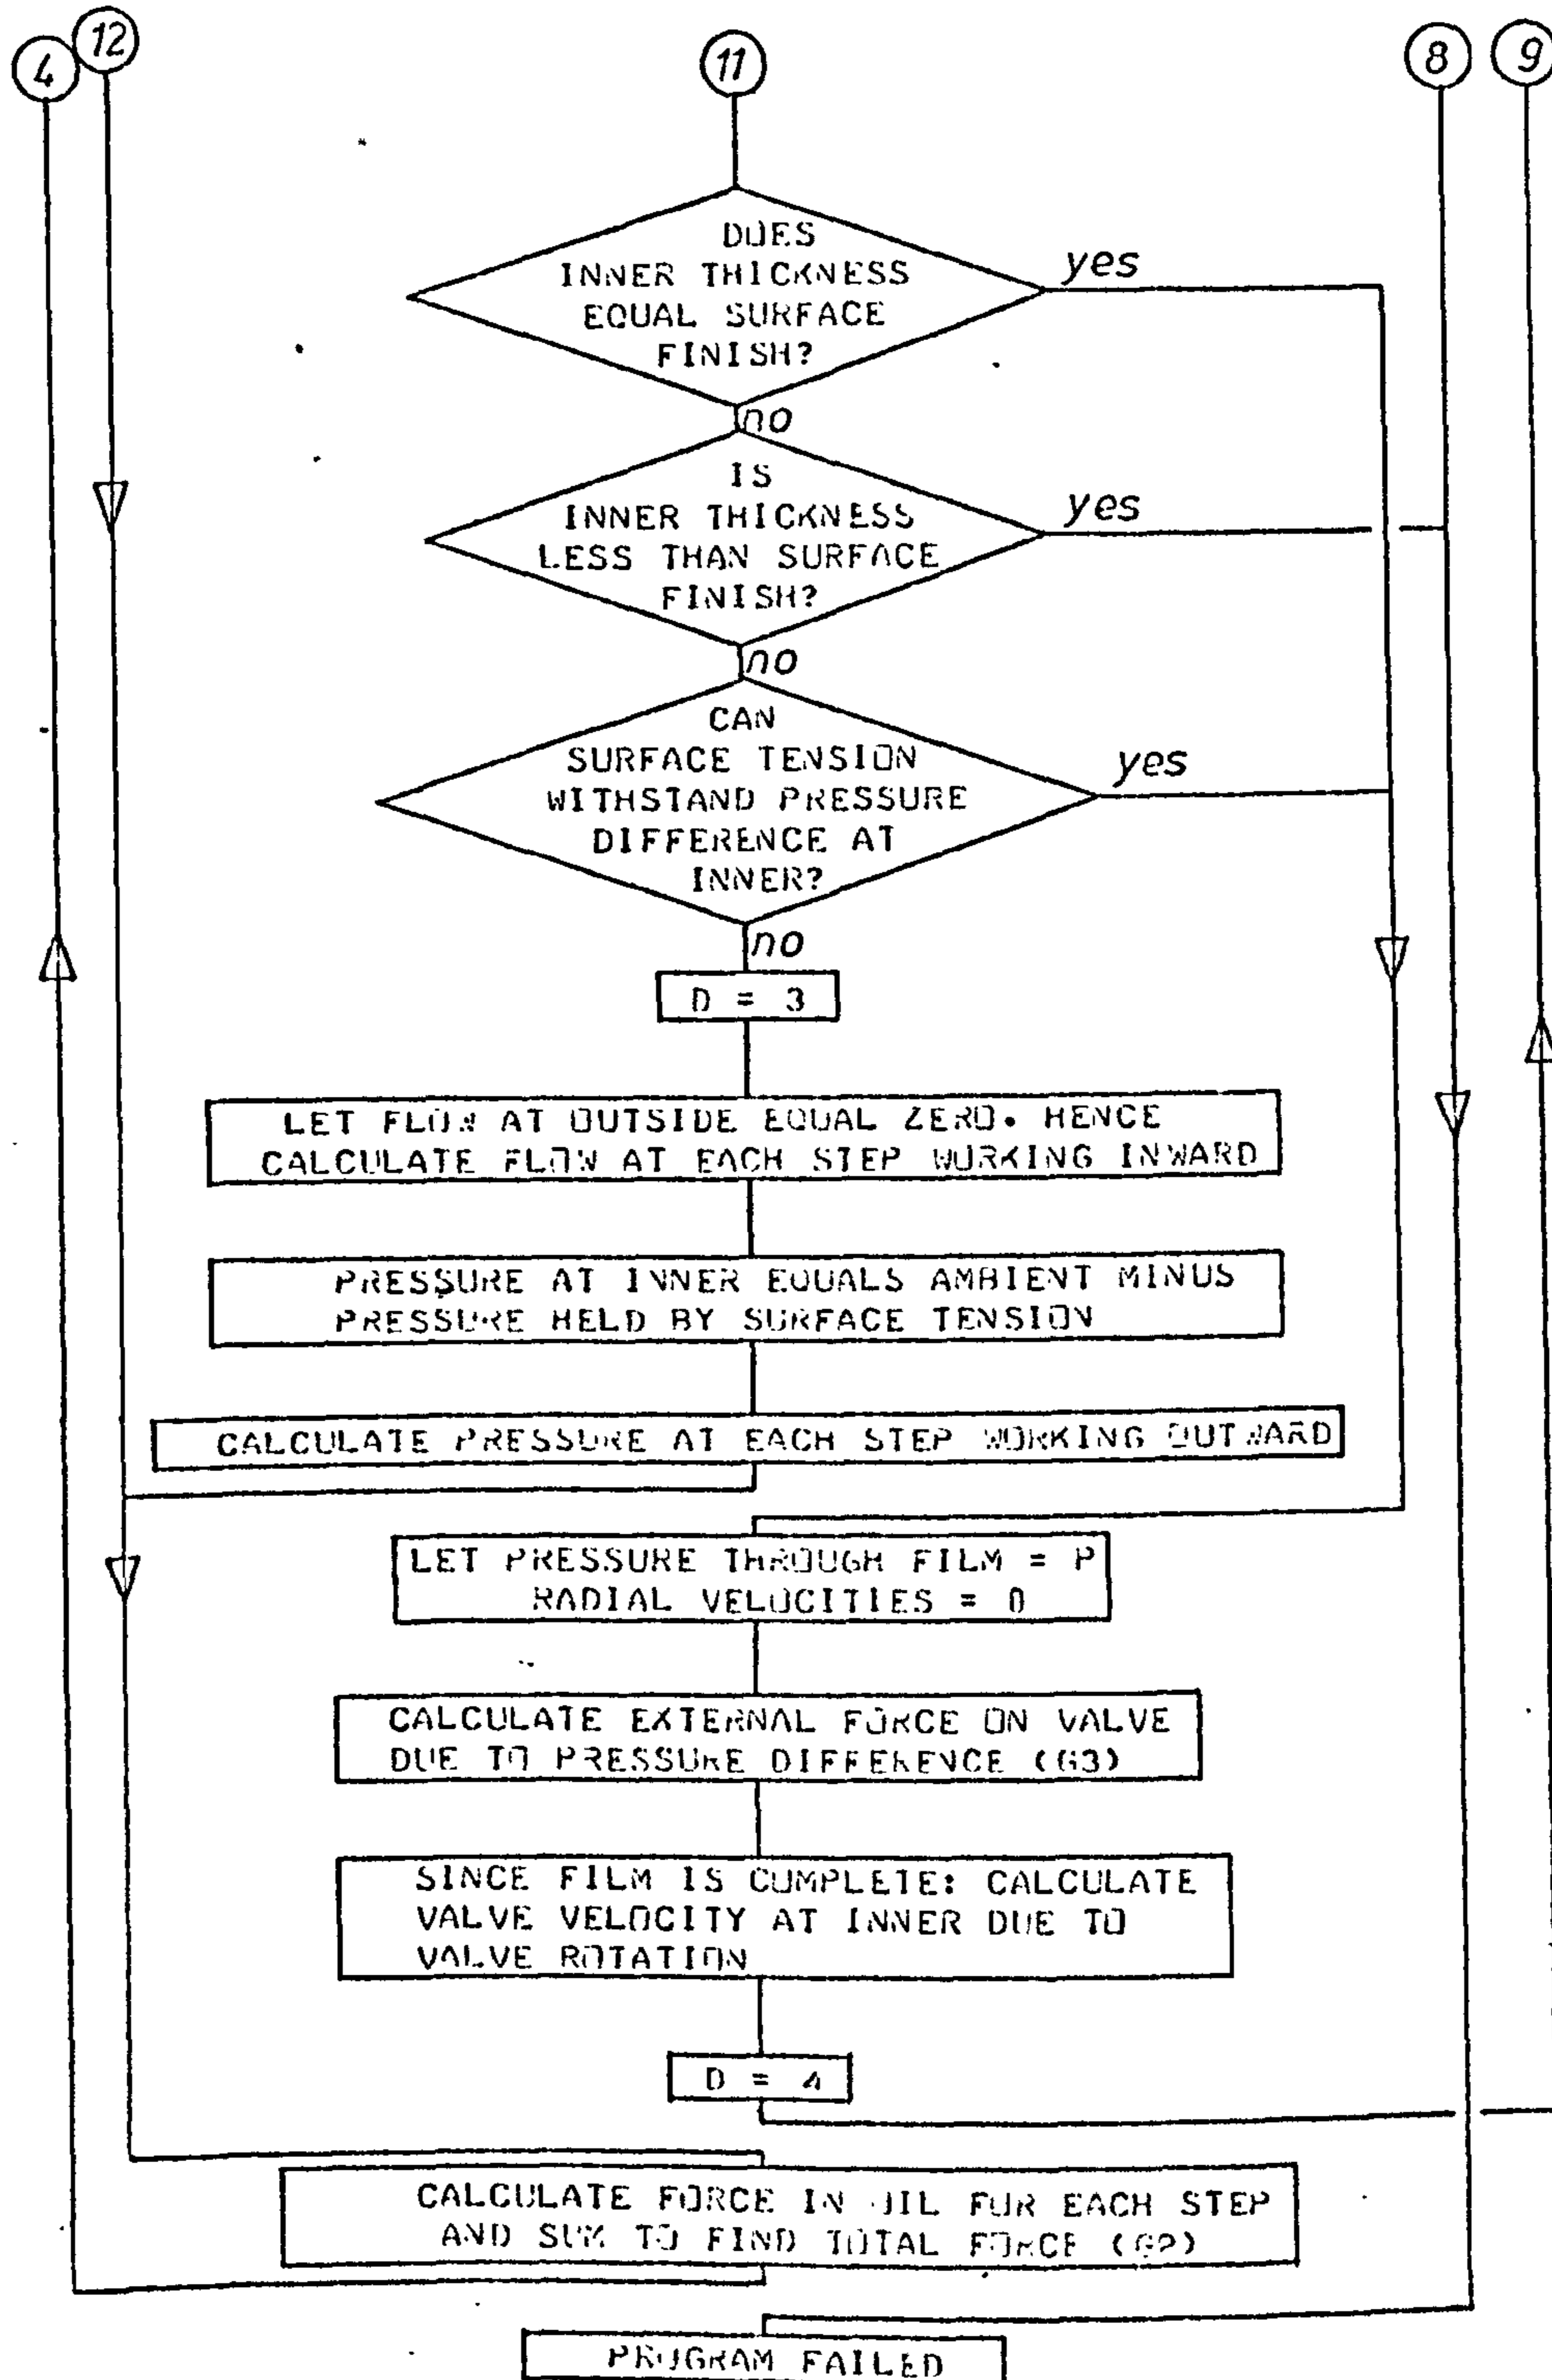 4
12
11
8
9
DOES
INNER THICKNESS
EQUAL SURFACE
FINISH?
yes
no
IS
INNER THICKNESS
LESS THAN SURFACE
FINISH?
yes
no
CAN
SURFACE TENSION
WITHSTAND PRESSURE
DIFFERENCE AT
INNER?
yes
no
D = 3
LET FLOW AT OUTSIDE EQUAL ZERO. HENCE
CALCULATE FLOW AT EACH STEP WORKING INWARD
PRESSURE AT INNER EQUALS AMBIENT MINUS
PRESSURE HELD BY SURFACE TENSION
CALCULATE PRESSURE AT EACH STEP WORKING OUTWARD
LET PRESSURE THROUGH FILM = P
RADIAL VELOCITIES = 0
CALCULATE EXTERNAL FORCE ON VALVE
DUE TO PRESSURE DIFFERENCE (G3)
SINCE FILM IS COMPLETE: CALCULATE
VALVE VELOCITY AT INNER DUE TO
VALVE ROTATION
D = 4
CALCULATE FORCE IN OIL FOR EACH STEP
AND SUM TO FIND TOTAL FORCE (G2)
PROGRAM FAILED